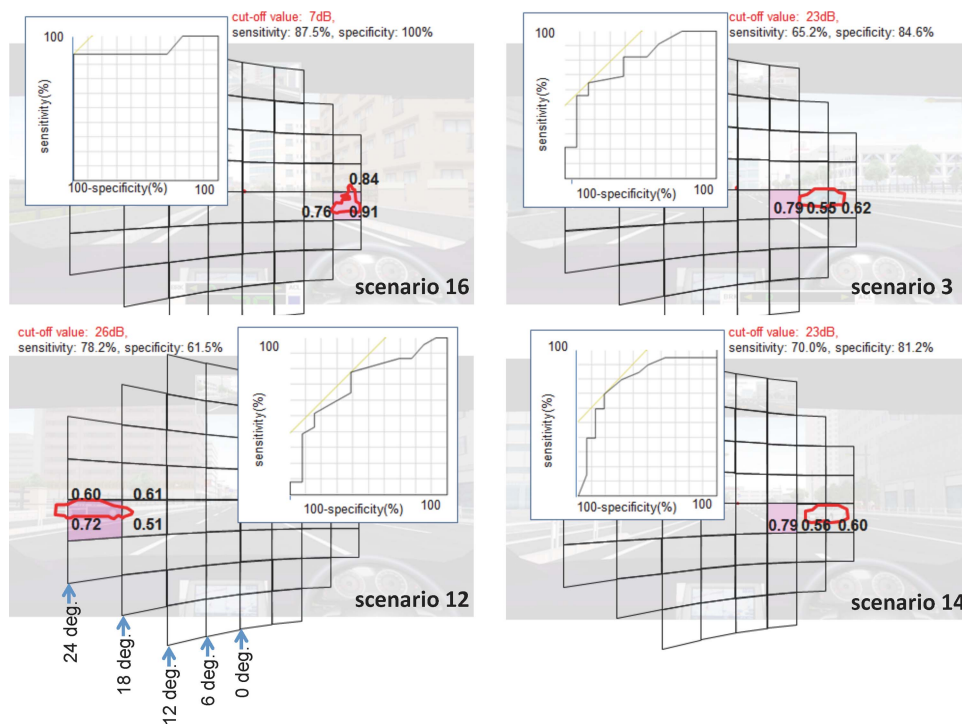 cut-off value: 7dB,
sensitivity: 87.5%, specificity: 100%
100
sensitivity(%)
100-specificity(%)
100
0.84
0.76
0.91
scenario 16
cut-off value: 23dB,
sensitivity: 65.2%, specificity: 84.6%
100
sensitivity(%)
100-specificity(%)
100
0.79
0.55
0.62
scenario 3
cut-off value: 26dB,
sensitivity: 78.2%, specificity: 61.5%
100
sensitivity(%)
100-specificity(%)
100
0.60
0.61
0.72
0.51
scenario 12
24 deg.
18 deg.
12 deg.
6 deg.
0 deg.
cut-off value: 23dB,
sensitivity: 70.0%, specificity: 81.2%
100
sensitivity(%)
100-specificity(%)
100
0.79
0.56
0.60
scenario 14